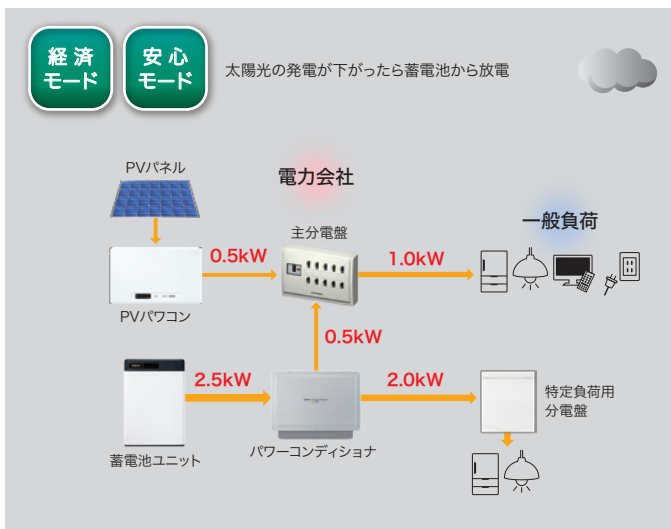 経済
モード
安心
モード
太陽光の発電が下がったら蓄電池から放電
PVパネル
電力会社
主分電盤
一般負荷
0.5kW
1.0kW
PVパワコン
0.5kW
2.5kW
2.0kW
特定負荷用
分電盤
蓄電池ユニット
パワーコンディショナ